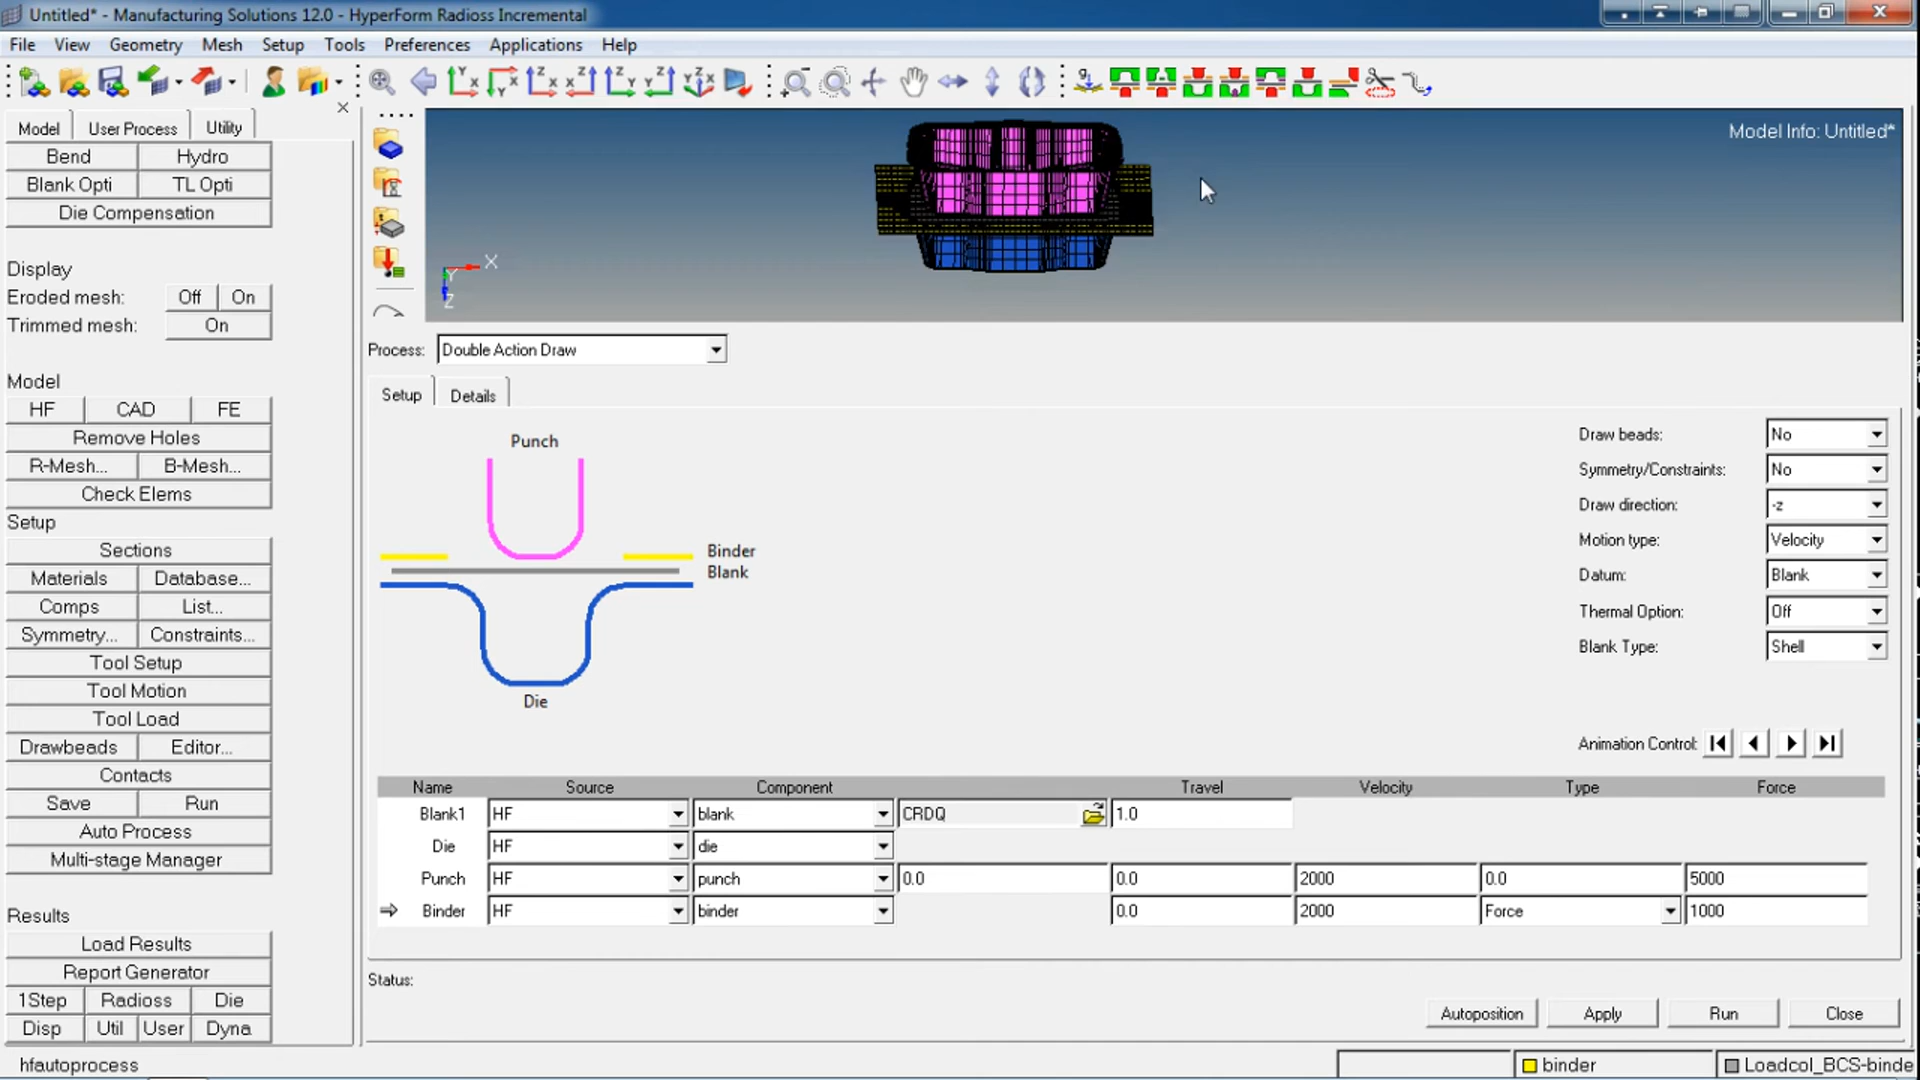 Untitled* - Manufacturing Solutions 12.0 - HyperForm Radioss Incremental
File View Geometry Mesh Setup Tools Preferences Applications Help
Model User Process Utility
Bend Hydro
Blank Opti TL Opti
Die Compensation
Display
Eroded mesh: Off On
Trimmed mesh: On
Model
HF CAD FE
Remove Holes
R-Mesh... B-Mesh...
Check Elems
Setup
Sections
Materials Database...
Comps List...
Symmetry... Constraints...
Tool Setup
Tool Motion
Tool Load
Drawbeads Editor...
Contacts
Save Run
Auto Process
Multi-stage Manager
Results
Load Results
Report Generator
1Step Radioss Die
Disp Util User Dyna
hfautoprocess
Model Info: Untitled*
X
Y
Z
Process: Double Action Draw
Setup Details
Punch
Binder
Blank
Die
Draw beads: No
Symmetry/Constraints: No
Draw direction: -z
Motion type: Velocity
Datum: Blank
Thermal Option: Off
Blank Type: Shell
Animation Control:
Name Source Component Travel Velocity Type Force
Blank1 HF blank CRDQ 1.0
Die HF die
Punch HF punch 0.0 0.0 2000 0.0 5000
Binder HF binder 0.0 2000 Force 1000
Status:
Autoposition Apply Run Close
binder Loadcol_BCS-binde